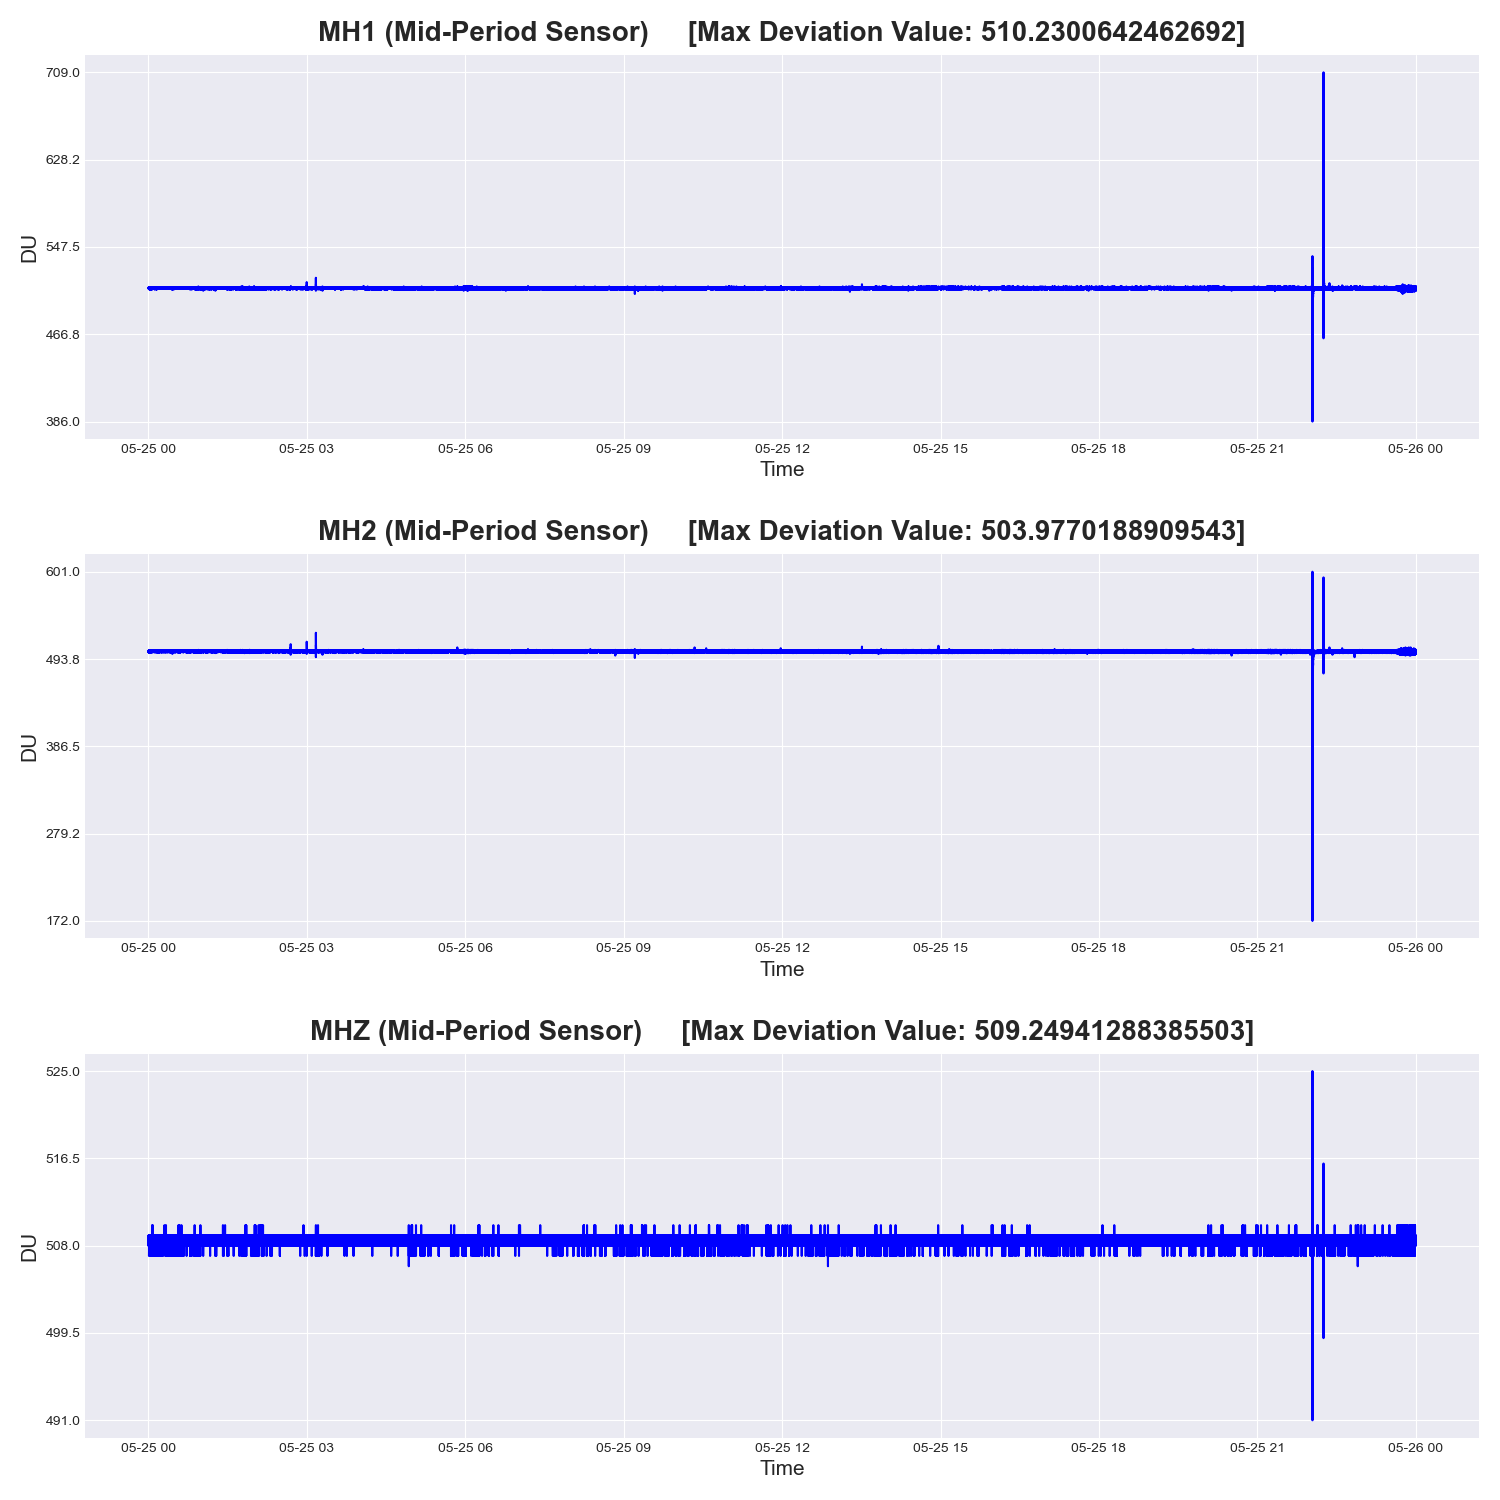 MH1 (Mid-Period Sensor) [Max Deviation Value: 510.2300642462692]
709.0
628.2
547.5
466.8
386.0
DU
05-25 00 05-25 03 05-25 06 05-25 09 05-25 12 05-25 15 05-25 18 05-25 21 05-26 00
Time
MH2 (Mid-Period Sensor) [Max Deviation Value: 503.9770188909543]
601.0
493.8
386.5
279.2
172.0
DU
05-25 00 05-25 03 05-25 06 05-25 09 05-25 12 05-25 15 05-25 18 05-25 21 05-26 00
Time
MHZ (Mid-Period Sensor) [Max Deviation Value: 509.24941288385503]
525.0
516.5
508.0
499.5
491.0
DU
05-25 00 05-25 03 05-25 06 05-25 09 05-25 12 05-25 15 05-25 18 05-25 21 05-26 00
Time